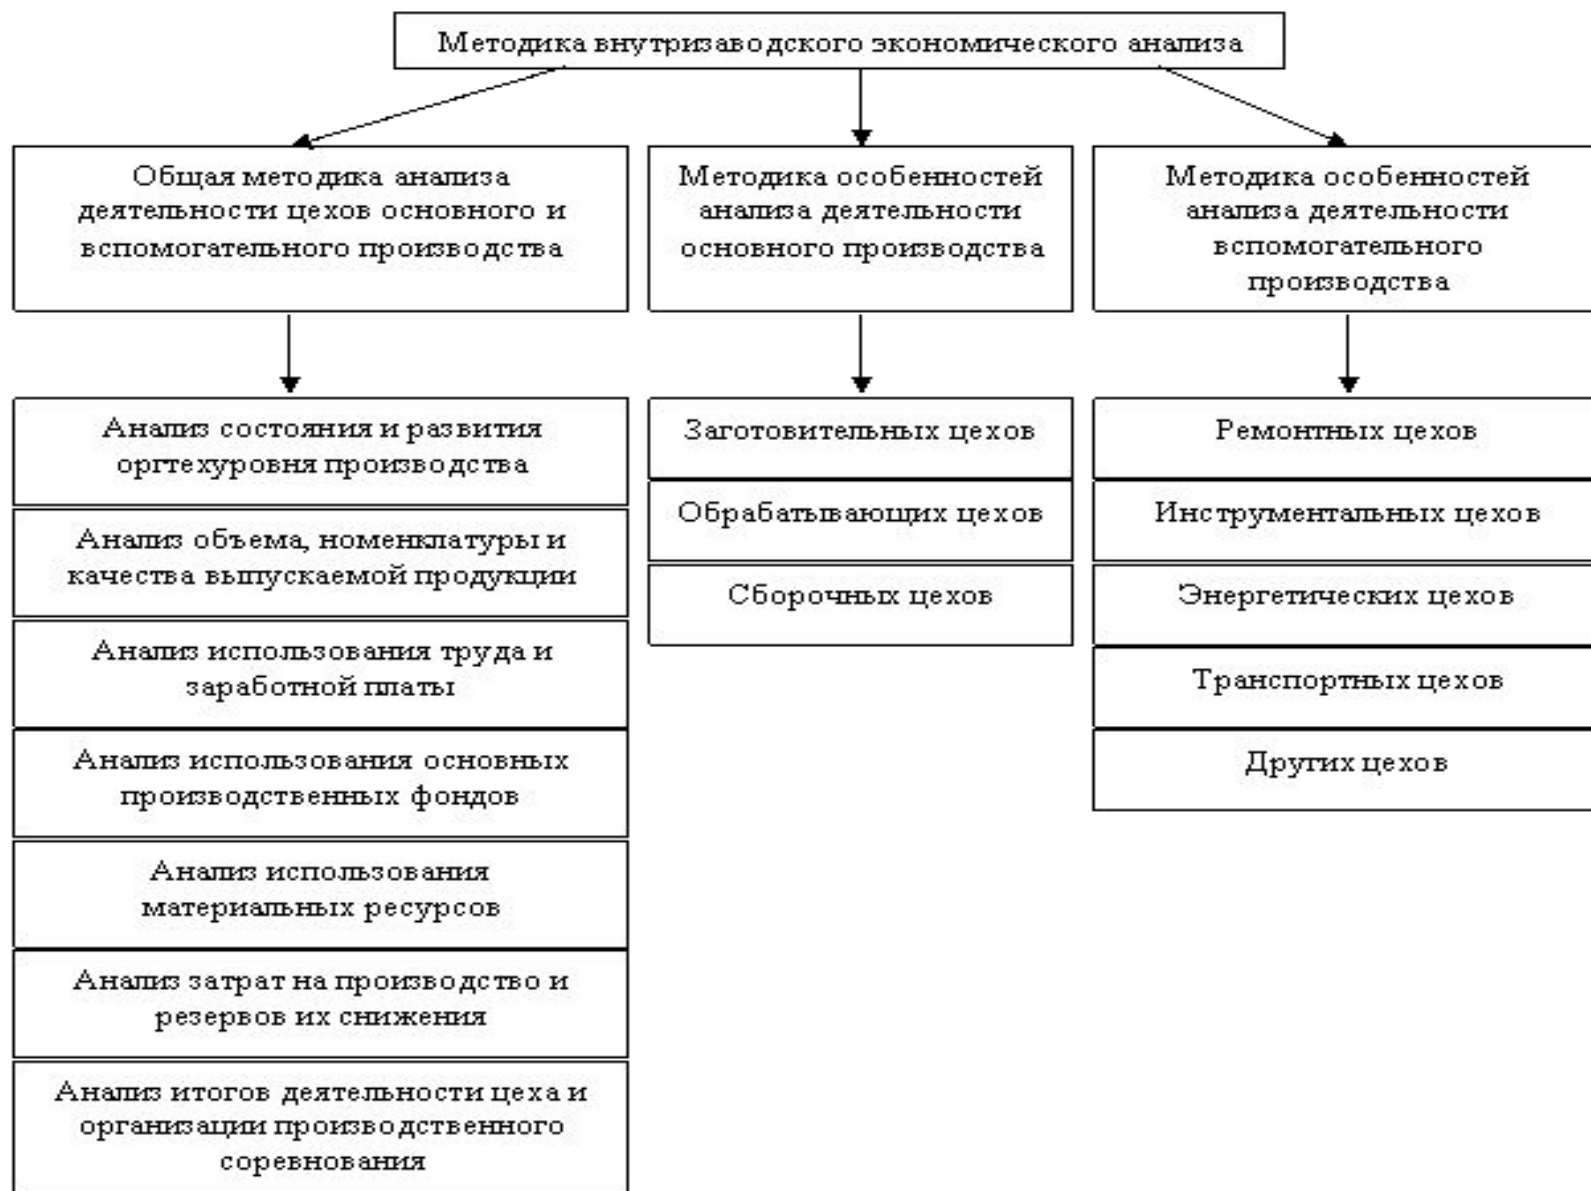 Методика внутризаводского экономического анализа
Общая методика анализа
деятельности цехов основного и
вспомогательного производства
Методика особенностей
анализа деятельности
основного производства
Методика особенностей
анализа деятельности
вспомогательного
производства
Анализ состояния и развития
оргтехуровня производства
Анализ объема, номенклатуры и
качества выпускаемой продукции
Анализ использования труда и
заработной платы
Анализ использования основных
производственных фондов
Анализ использования
материальных ресурсов
Анализ затрат на производство и
резервов их снижения
Анализ итогов деятельности цеха и
организации производственного
соревнования
Заготовительных цехов
Обрабатывающих цехов
Сборочных цехов
Ремонтных цехов
Инструментальных цехов
Энергетических цехов
Транспортных цехов
Других цехов